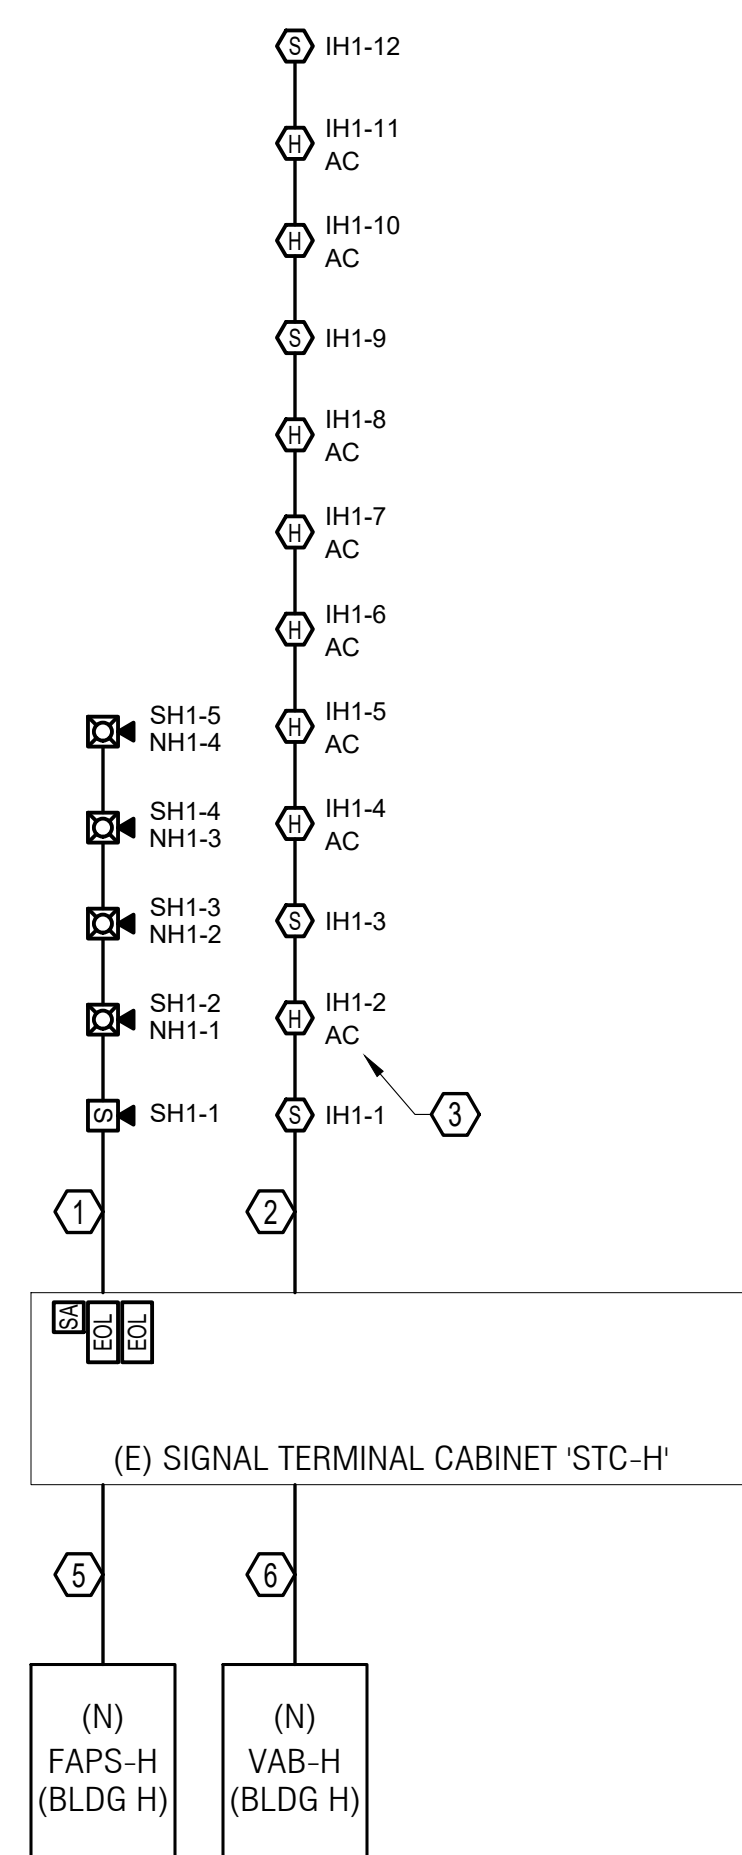 S IH1-12
H IH1-11
AC
H IH1-10
AC
S IH1-9
H IH1-8
AC
H IH1-7
AC
H IH1-6
AC
H IH1-5
AC
H IH1-4
AC
S IH1-3
H IH1-2
AC
S IH1-1
3
SH1-5
NH1-4
SH1-4
NH1-3
SH1-3
NH1-2
SH1-2
NH1-1
S SH1-1
1
2
SA
EOL
EOL
(E) SIGNAL TERMINAL CABINET 'STC-H'
5
6
(N)
FAPS-H
(BLDG H)
(N)
VAB-H
(BLDG H)